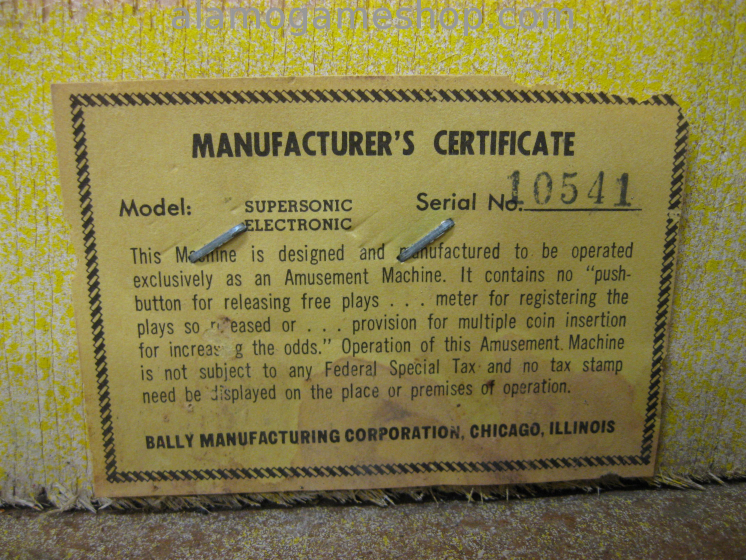 alamogameshop.com
MANUFACTURER'S CERTIFICATE
Model: SUPERSONIC Serial No. 10541
ELECTRONIC
This Machine is designed and manufactured to be operated
exclusively as an Amusement Machine. It contains no "push-
button for releasing free plays . . . meter for registering the
plays so released or . . . provision for multiple coin insertion
for increasing the odds." Operation of this Amusement Machine
is not subject to any Federal Special Tax and no tax stamp
need be displayed on the place or premises of operation.
BALLY MANUFACTURING CORPORATION, CHICAGO, ILLINOIS